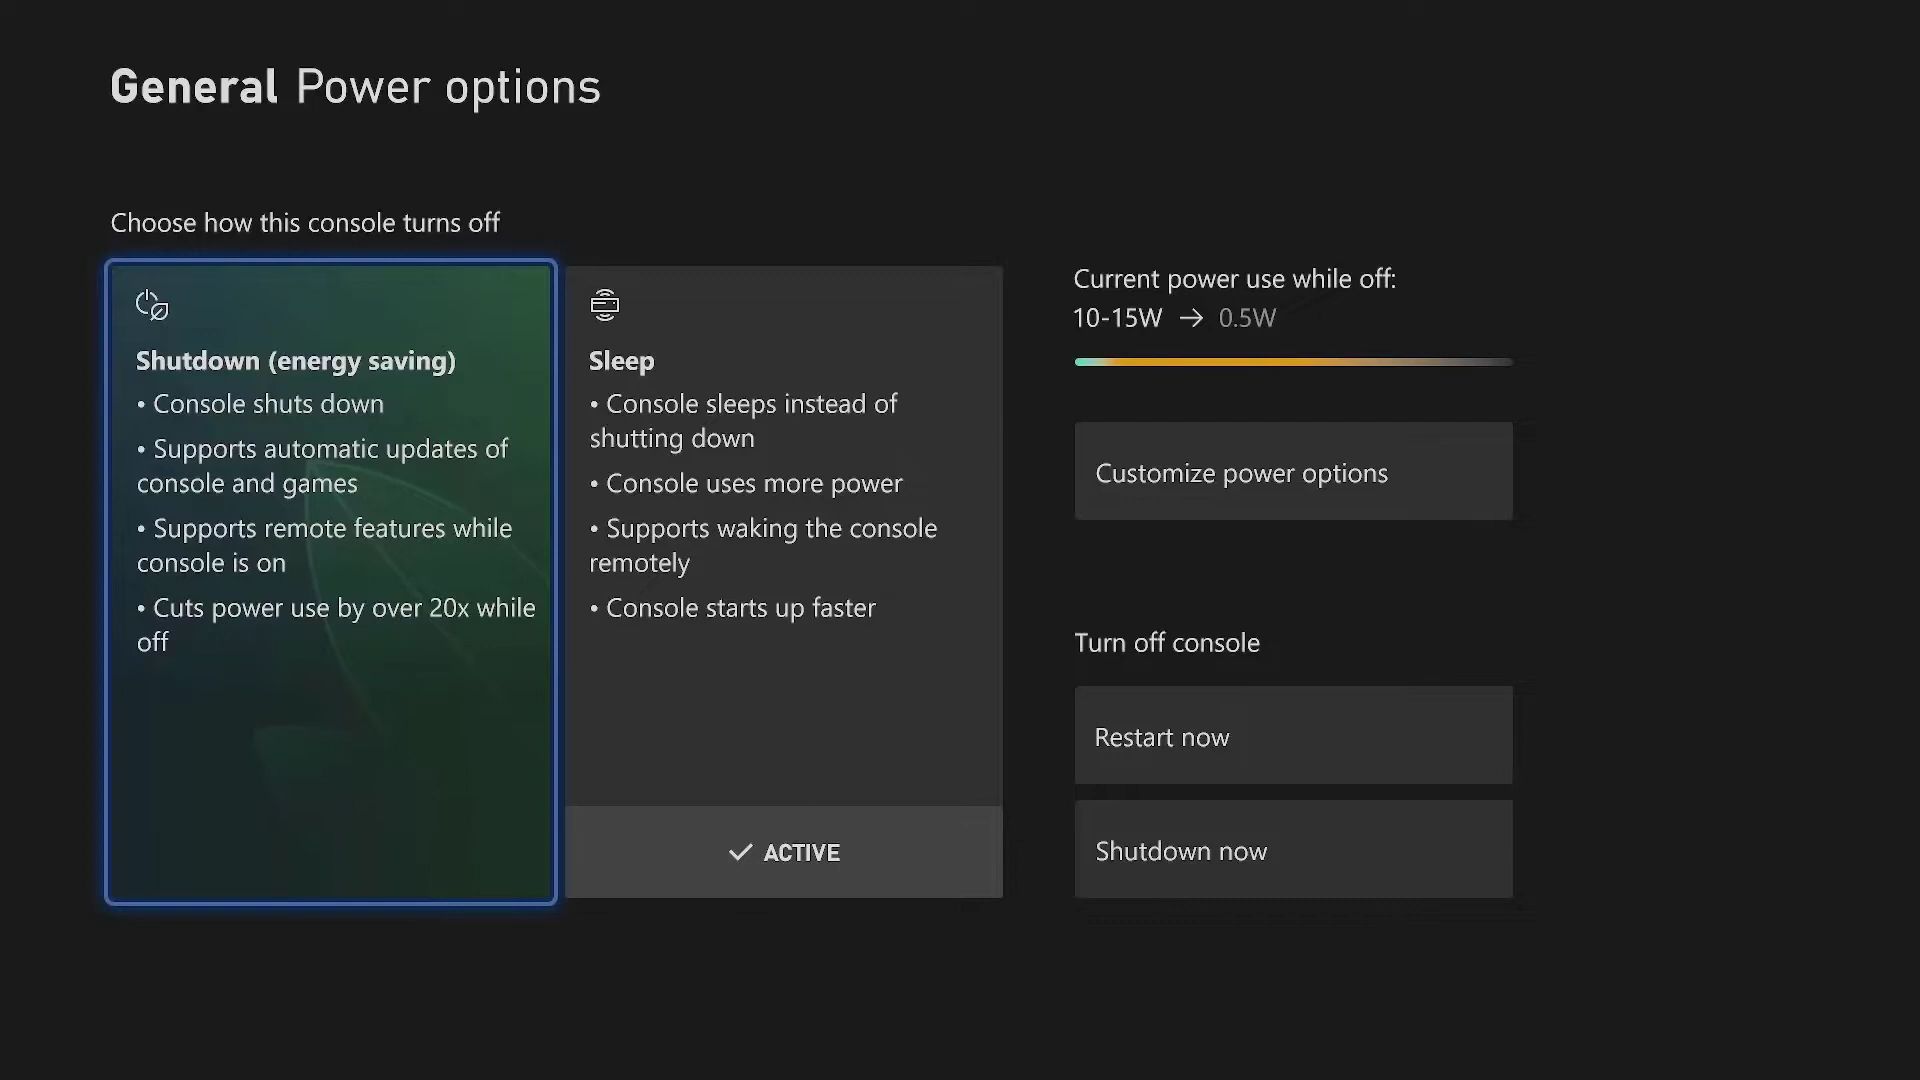 General Power options
Choose how this console turns off
Shutdown (energy saving)
• Console shuts down
• Supports automatic updates of
console and games
• Supports remote features while
console is on
• Cuts power use by over 20x while
off
Sleep
• Console sleeps instead of
shutting down
• Console uses more power
• Supports waking the console
remotely
• Console starts up faster
ACTIVE
Current power use while off:
10-15W → 0.5W
Customize power options
Turn off console
Restart now
Shutdown now